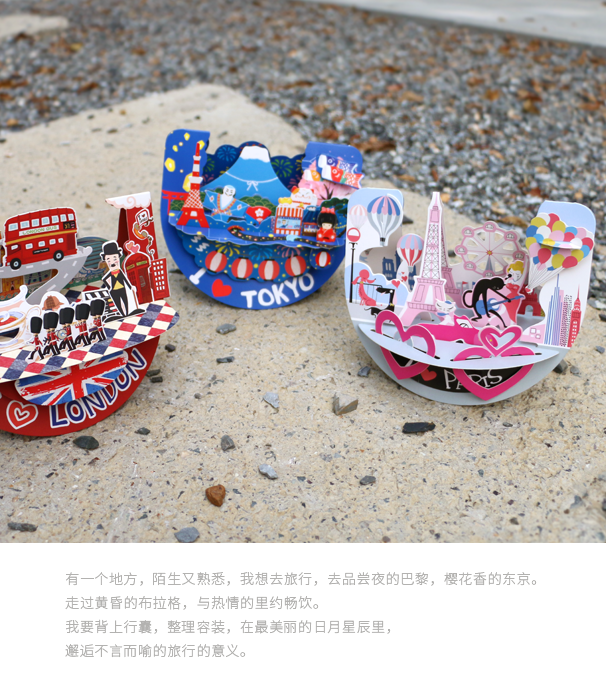 I ❤ TOKYO
LONDON
PARIS
有一个地方，陌生又熟悉，我想去旅行，去品尝夜的巴黎，樱花香的东京。
走过黄昏的布拉格，与热情的里约畅饮。
我要背上行囊，整理容装，在最美丽的日月星辰里，
邂逅不言而喻的旅行的意义。